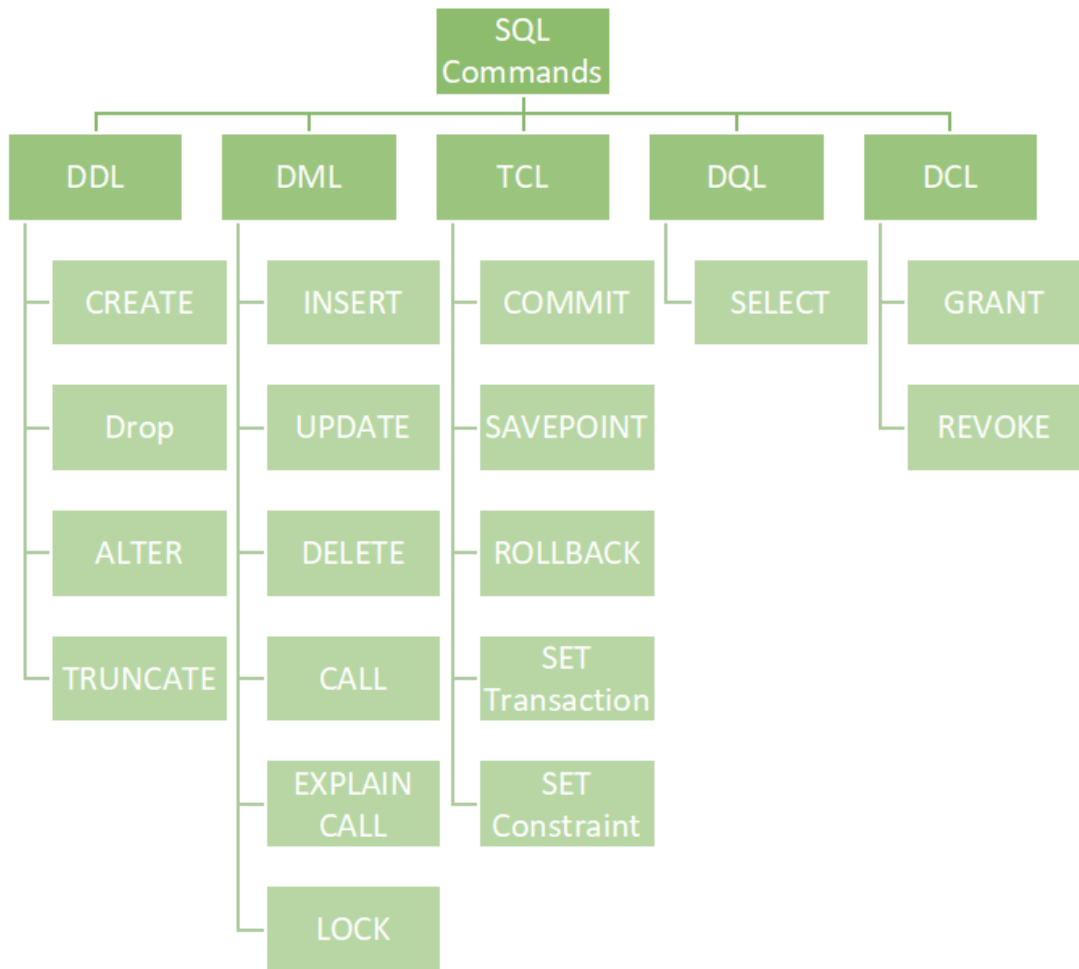 SQL
Commands
DDL
DML
TCL
DQL
DCL
CREATE
INSERT
COMMIT
SELECT
GRANT
Drop
UPDATE
SAVEPOINT
REVOKE
ALTER
DELETE
ROLLBACK
TRUNCATE
CALL
SET
Transaction
EXPLAIN
CALL
SET
Constraint
LOCK